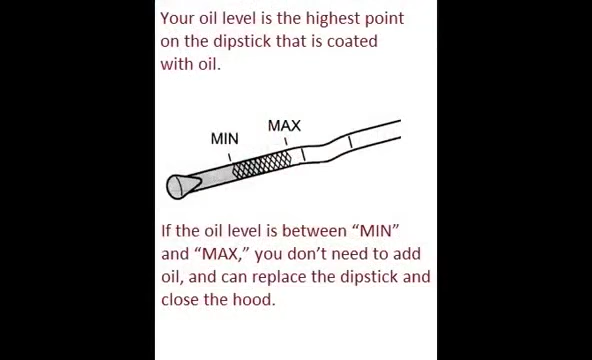 Your oil level is the highest point
on the dipstick that is coated
with oil.
MAX
MIN
If the oil level is between “MIN”
and “MAX,” you don’t need to add
oil, and can replace the dipstick and
close the hood.